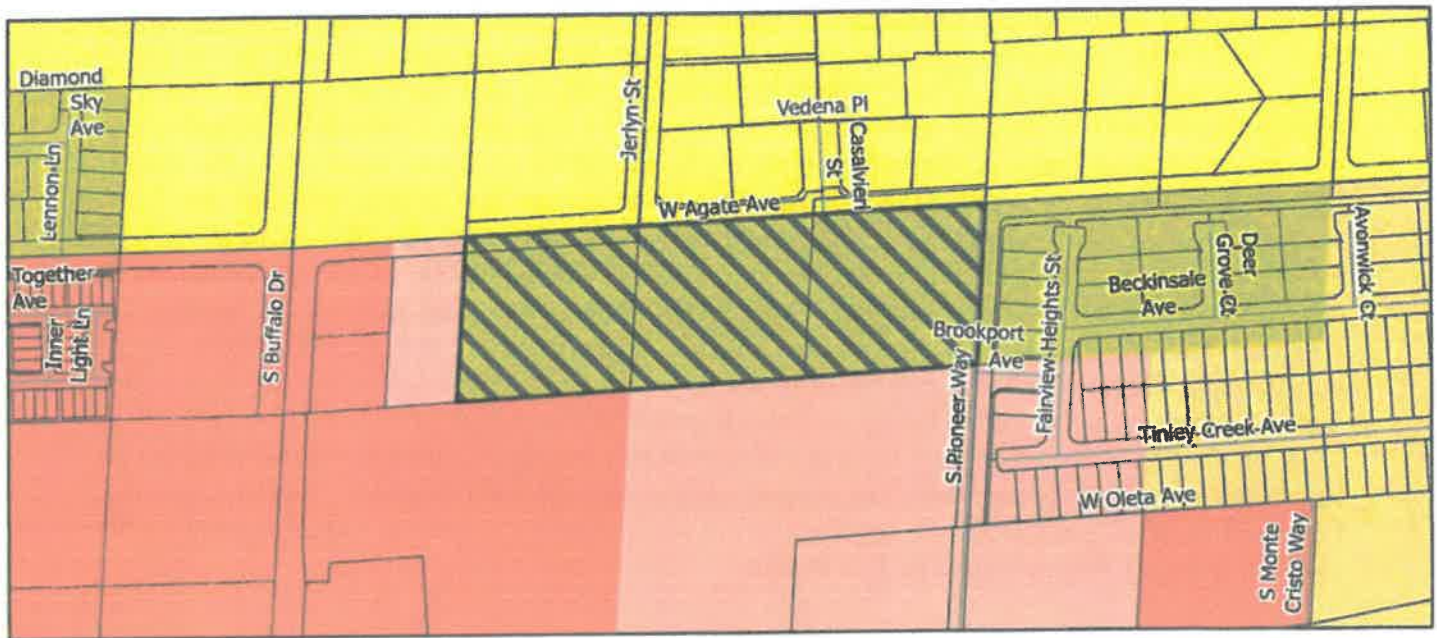 Diamond
Sky
Ave
Lennon Ln
Jerlyn St
Vedena Pl
Casalvieri
St
W Agate Ave
Together
Ave
Inner
Light Ln
S Buffalo Dr
Brookport
Ave
S Pioneer Way
Fairview Heights St
Beckinsale
Ave
Deer
Grove Ct
Avonwick Ct
Tinley Creek Ave
W Oleta Ave
S Monte
Cristo Way